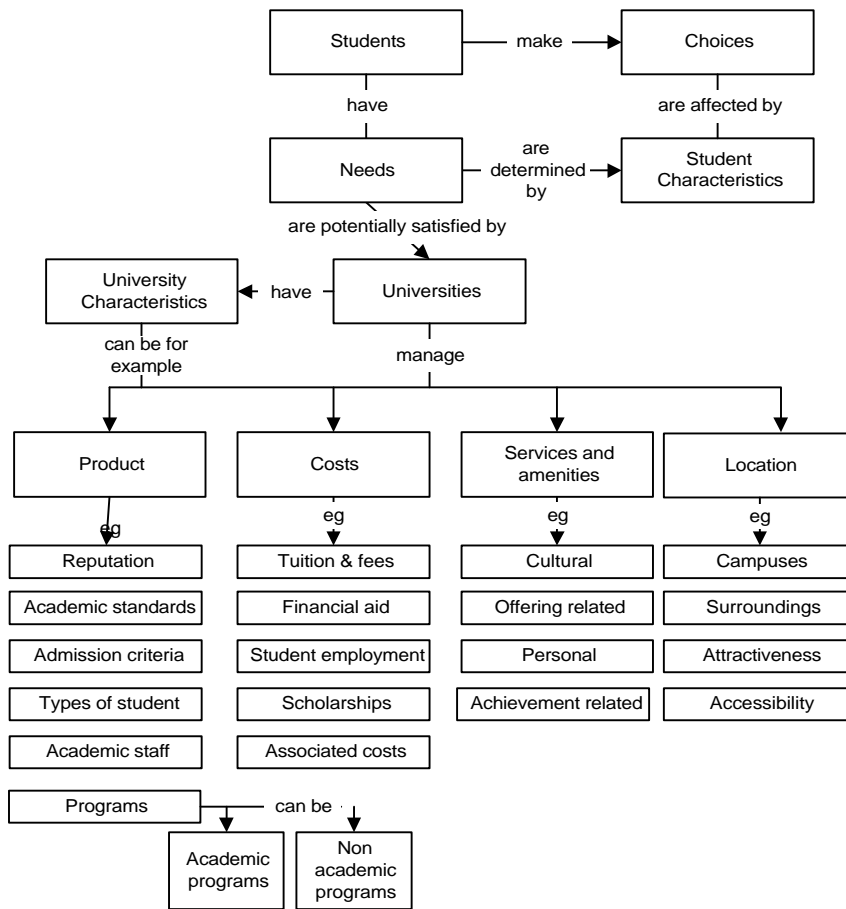 Students
make
Choices
have
are affected by
Needs
are
determined
by
Student
Characteristics
are potentially satisfied by
University
Characteristics
have
Universities
can be for
example
manage
Product
Costs
Services and
amenities
Location
eg
eg
eg
eg
Reputation
Tuition & fees
Cultural
Campuses
Academic standards
Financial aid
Offering related
Surroundings
Admission criteria
Student employment
Personal
Attractiveness
Types of student
Scholarships
Achievement related
Accessibility
Academic staff
Associated costs
Programs
can be
Academic
programs
Non
academic
programs